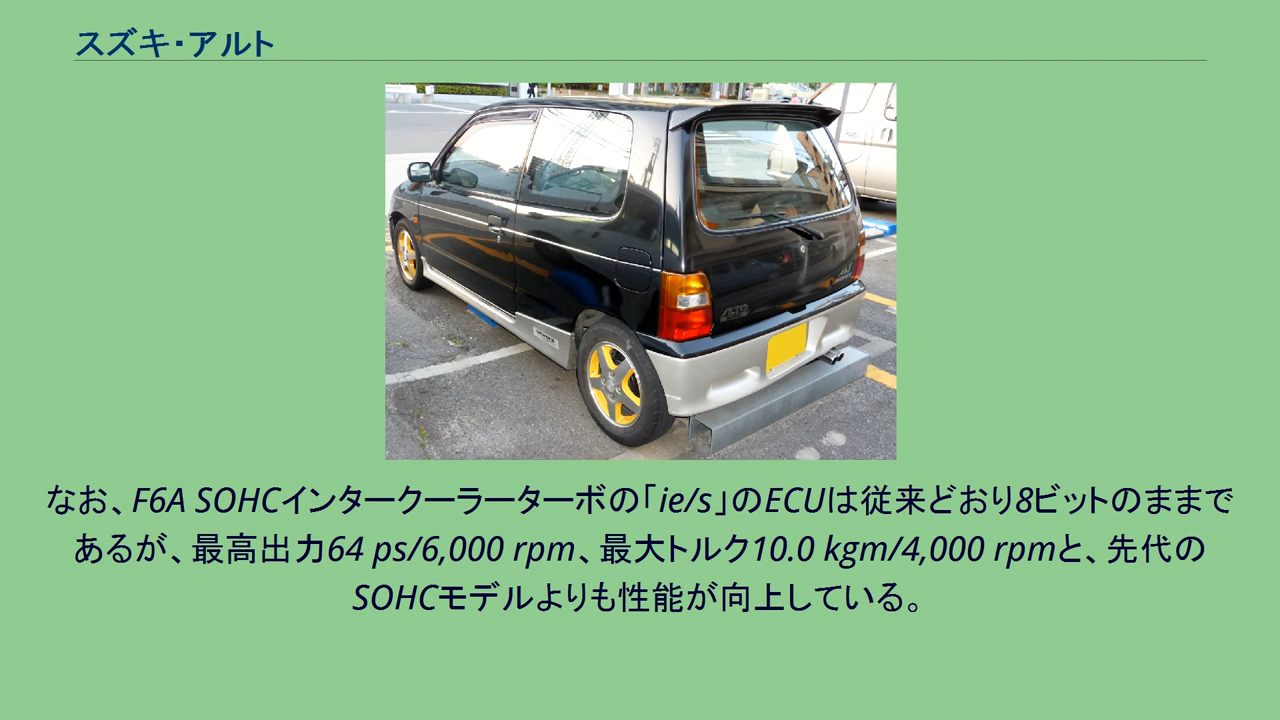 スズキ・アルト
ALTO
なお、F6A SOHCインタークーラーターボの「ie/s」のECUは従来どおり8ビットのままで
あるが、最高出力64 ps/6,000 rpm、最大トルク10.0 kgm/4,000 rpmと、先代の
SOHCモデルよりも性能が向上している。